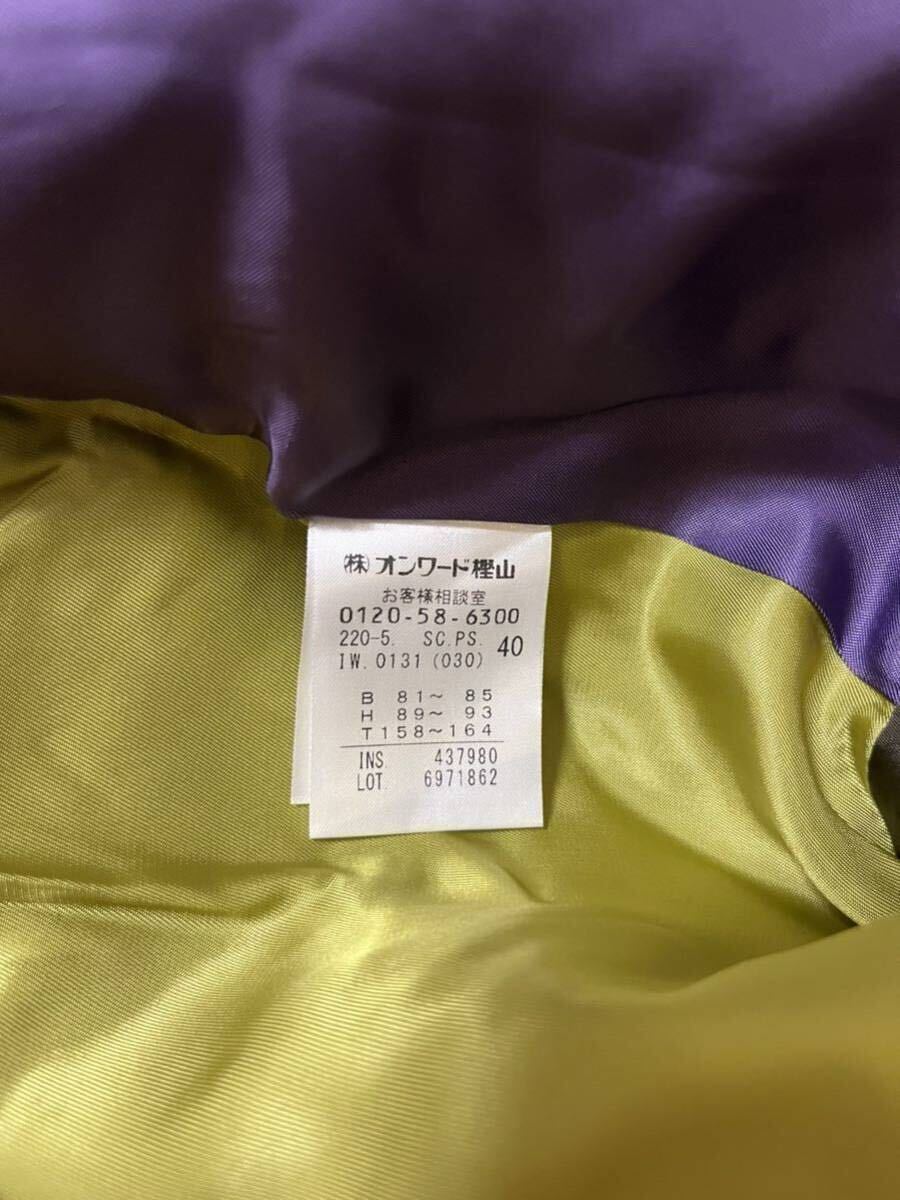 ㈱オンワード樫山
お客様相談室
0120-58-6300
220-5. SC.PS. 40
IW.0131(030)
B 81～ 85
H 89～ 93
T158～164
INS 437980
LOT. 6971862